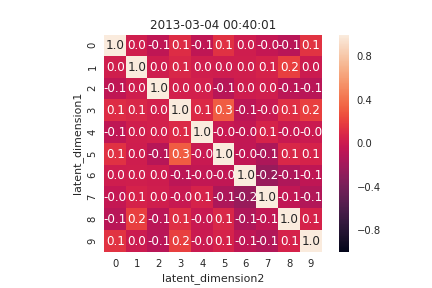 2013-03-04 00:40:01
0 1.0 0.0 -0.1 0.1 -0.1 0.1 0.0 -0.0 -0.1 0.1
1 0.0 1.0 0.0 0.1 0.0 0.0 0.0 0.1 0.2 0.0
2 -0.1 0.0 1.0 0.0 0.0 -0.1 0.0 0.0 -0.1 -0.1
3 0.1 0.1 0.0 1.0 0.1 0.3 -0.1 -0.0 0.1 0.2
4 -0.1 0.0 0.0 0.1 1.0 -0.0 -0.0 0.1 -0.0 -0.0
5 0.1 0.0 -0.1 0.3 -0.0 1.0 -0.0 -0.1 0.1 0.1
6 0.0 0.0 0.0 -0.1 -0.0 -0.0 1.0 -0.2 -0.1 -0.1
7 -0.0 0.1 0.0 -0.0 0.1 -0.1 -0.2 1.0 -0.1 -0.1
8 -0.1 0.2 -0.1 0.1 -0.0 0.1 -0.1 -0.1 1.0 0.1
9 0.1 0.0 -0.1 0.2 -0.0 0.1 -0.1 -0.1 0.1 1.0
0 1 2 3 4 5 6 7 8 9
latent_dimension2
latent_dimension1
0.8
0.4
0.0
-0.4
-0.8